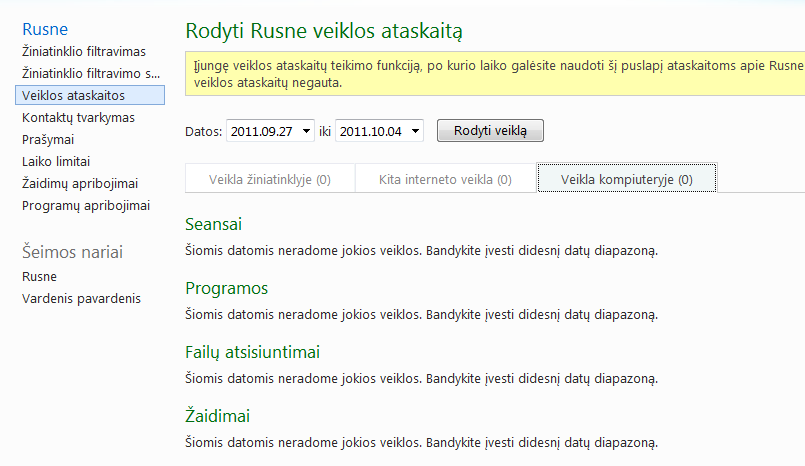 Rusne
Žiniatinklio filtravimas
Žiniatinklio filtravimo s...
Veiklos ataskaitos
Kontaktų tvarkymas
Prašymai
Laiko limitai
Žaidimų apribojimai
Programų apribojimai
Šeimos nariai
Rusne
Vardenis pavardenis
Rodyti Rusne veiklos ataskaitą
Įjungę veiklos ataskaitų teikimo funkciją, po kurio laiko galėsite naudoti šį puslapį ataskaitoms apie Rusne
veiklos ataskaitų negauta.
Datos: 2011.09.27 iki 2011.10.04 Rodyti veiklą
Veikla žiniatinklyje (0) Kita interneto veikla (0) Veikla kompiuteryje (0)
Seansai
Šiomis datomis neradome jokios veiklos. Bandykite įvesti didesnį datų diapazoną.
Programos
Šiomis datomis neradome jokios veiklos. Bandykite įvesti didesnį datų diapazoną.
Failų atsisiuntimai
Šiomis datomis neradome jokios veiklos. Bandykite įvesti didesnį datų diapazoną.
Žaidimai
Šiomis datomis neradome jokios veiklos. Bandykite įvesti didesnį datų diapazoną.